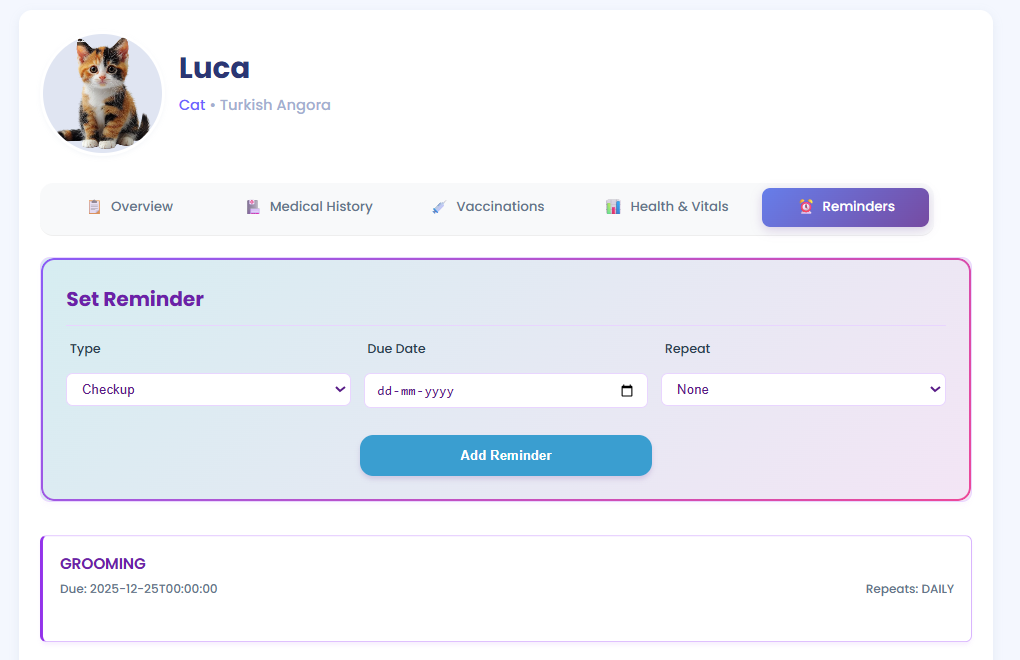 Luca
Cat • Turkish Angora
Overview Medical History Vaccinations Health & Vitals Reminders
Set Reminder
Type Due Date Repeat
Checkup dd-mm-yyyy None
Add Reminder
GROOMING
Due: 2025-12-25T00:00:00 Repeats: DAILY